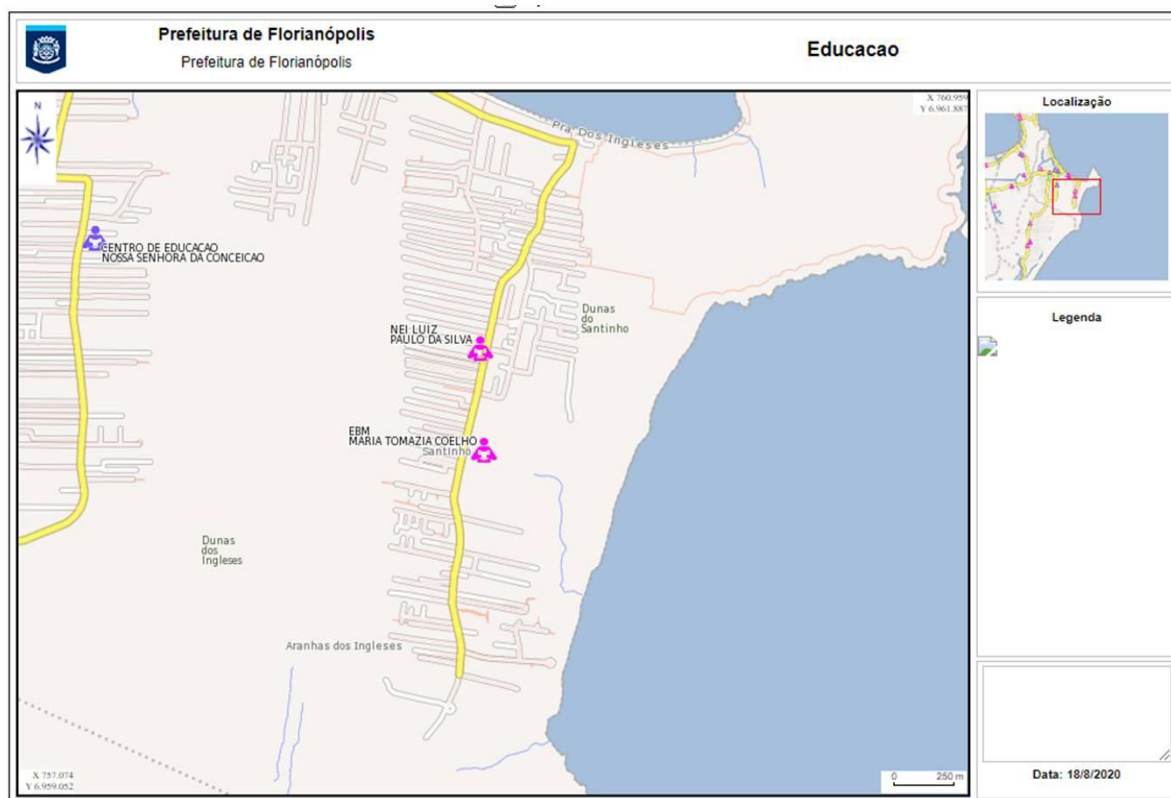 Prefeitura de Florianópolis
Prefeitura de Florianópolis
Educacao
N
X 760.959
Y 6.961.887
Pra Dos Ingleses
CENTRO DE EDUCACAO
NOSSA SENHORA DA CONCEICAO
Dunas
do
Santinho
NEI LUIZ
PAULO DA SILVA
EBM
MARIA TOMAZIA COELHO
Santinho
Dunas
dos
Ingleses
Aranhas dos Ingleses
X 757.074
Y 6.959.052
0 250 m
Localização
Legenda
Data: 18/8/2020